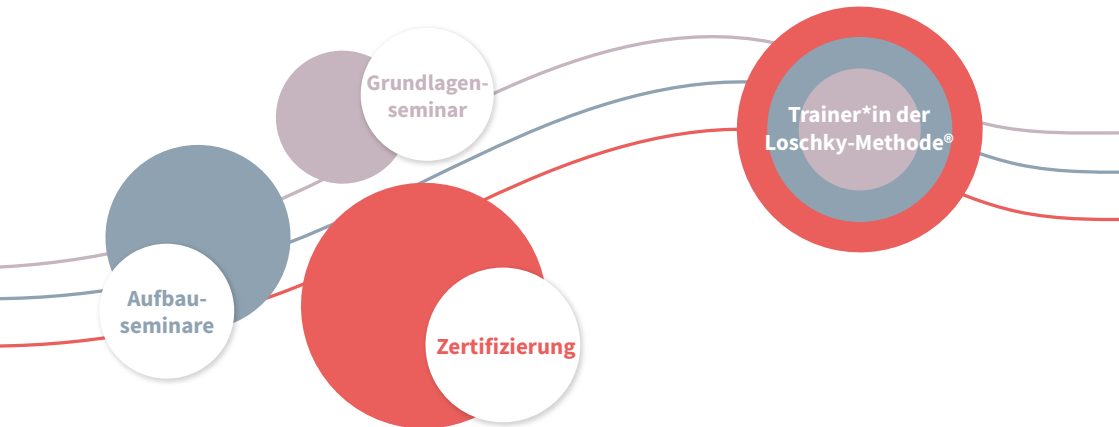 Grundlagen-
seminar
Trainer*in der
Loschky-Methode®
Aufbau-
seminare
Zertifizierung